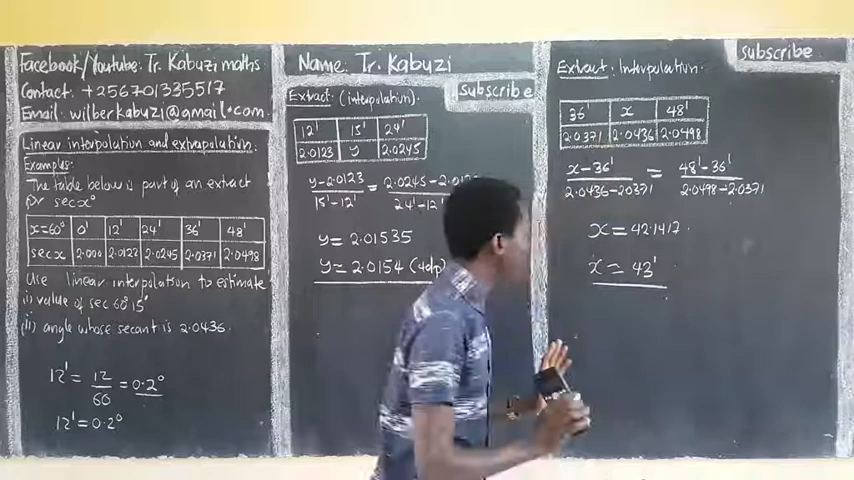 Facebook/Youtube: Tr. Kabuzi maths
Contact: +256701335517
Email: wilberkabuzi@gmail.com
Linear interpolation and extrapolation:
Examples:
The table below is part of an extract
for sec x°
x=60° 0' 12' 24' 36' 48'
sec x 2.000 2.0122 2.0245 2.0371 2.0498
Use linear interpolation to estimate
(i) value of sec 60° 15'
(ii) angle whose secant is 2.0436.
12' = 12/60 = 0.2°
12' = 0.2°
Name: Tr. Kabuzi
subscribe
Extract: (interpolation).
12' 15' 24'
2.0123 y 2.0245
y-2.0123/15'-12' = 2.0245-2.0123/24'-12'
y = 2.01535
y = 2.0154 (4dp)
subscribe
Extract: Interpolation.
36' x 48'
2.0371 2.0436 2.0498
x-36'/2.0436-2.0371 = 48'-36'/2.0498-2.0371
x = 42.1417
x ≈ 43'